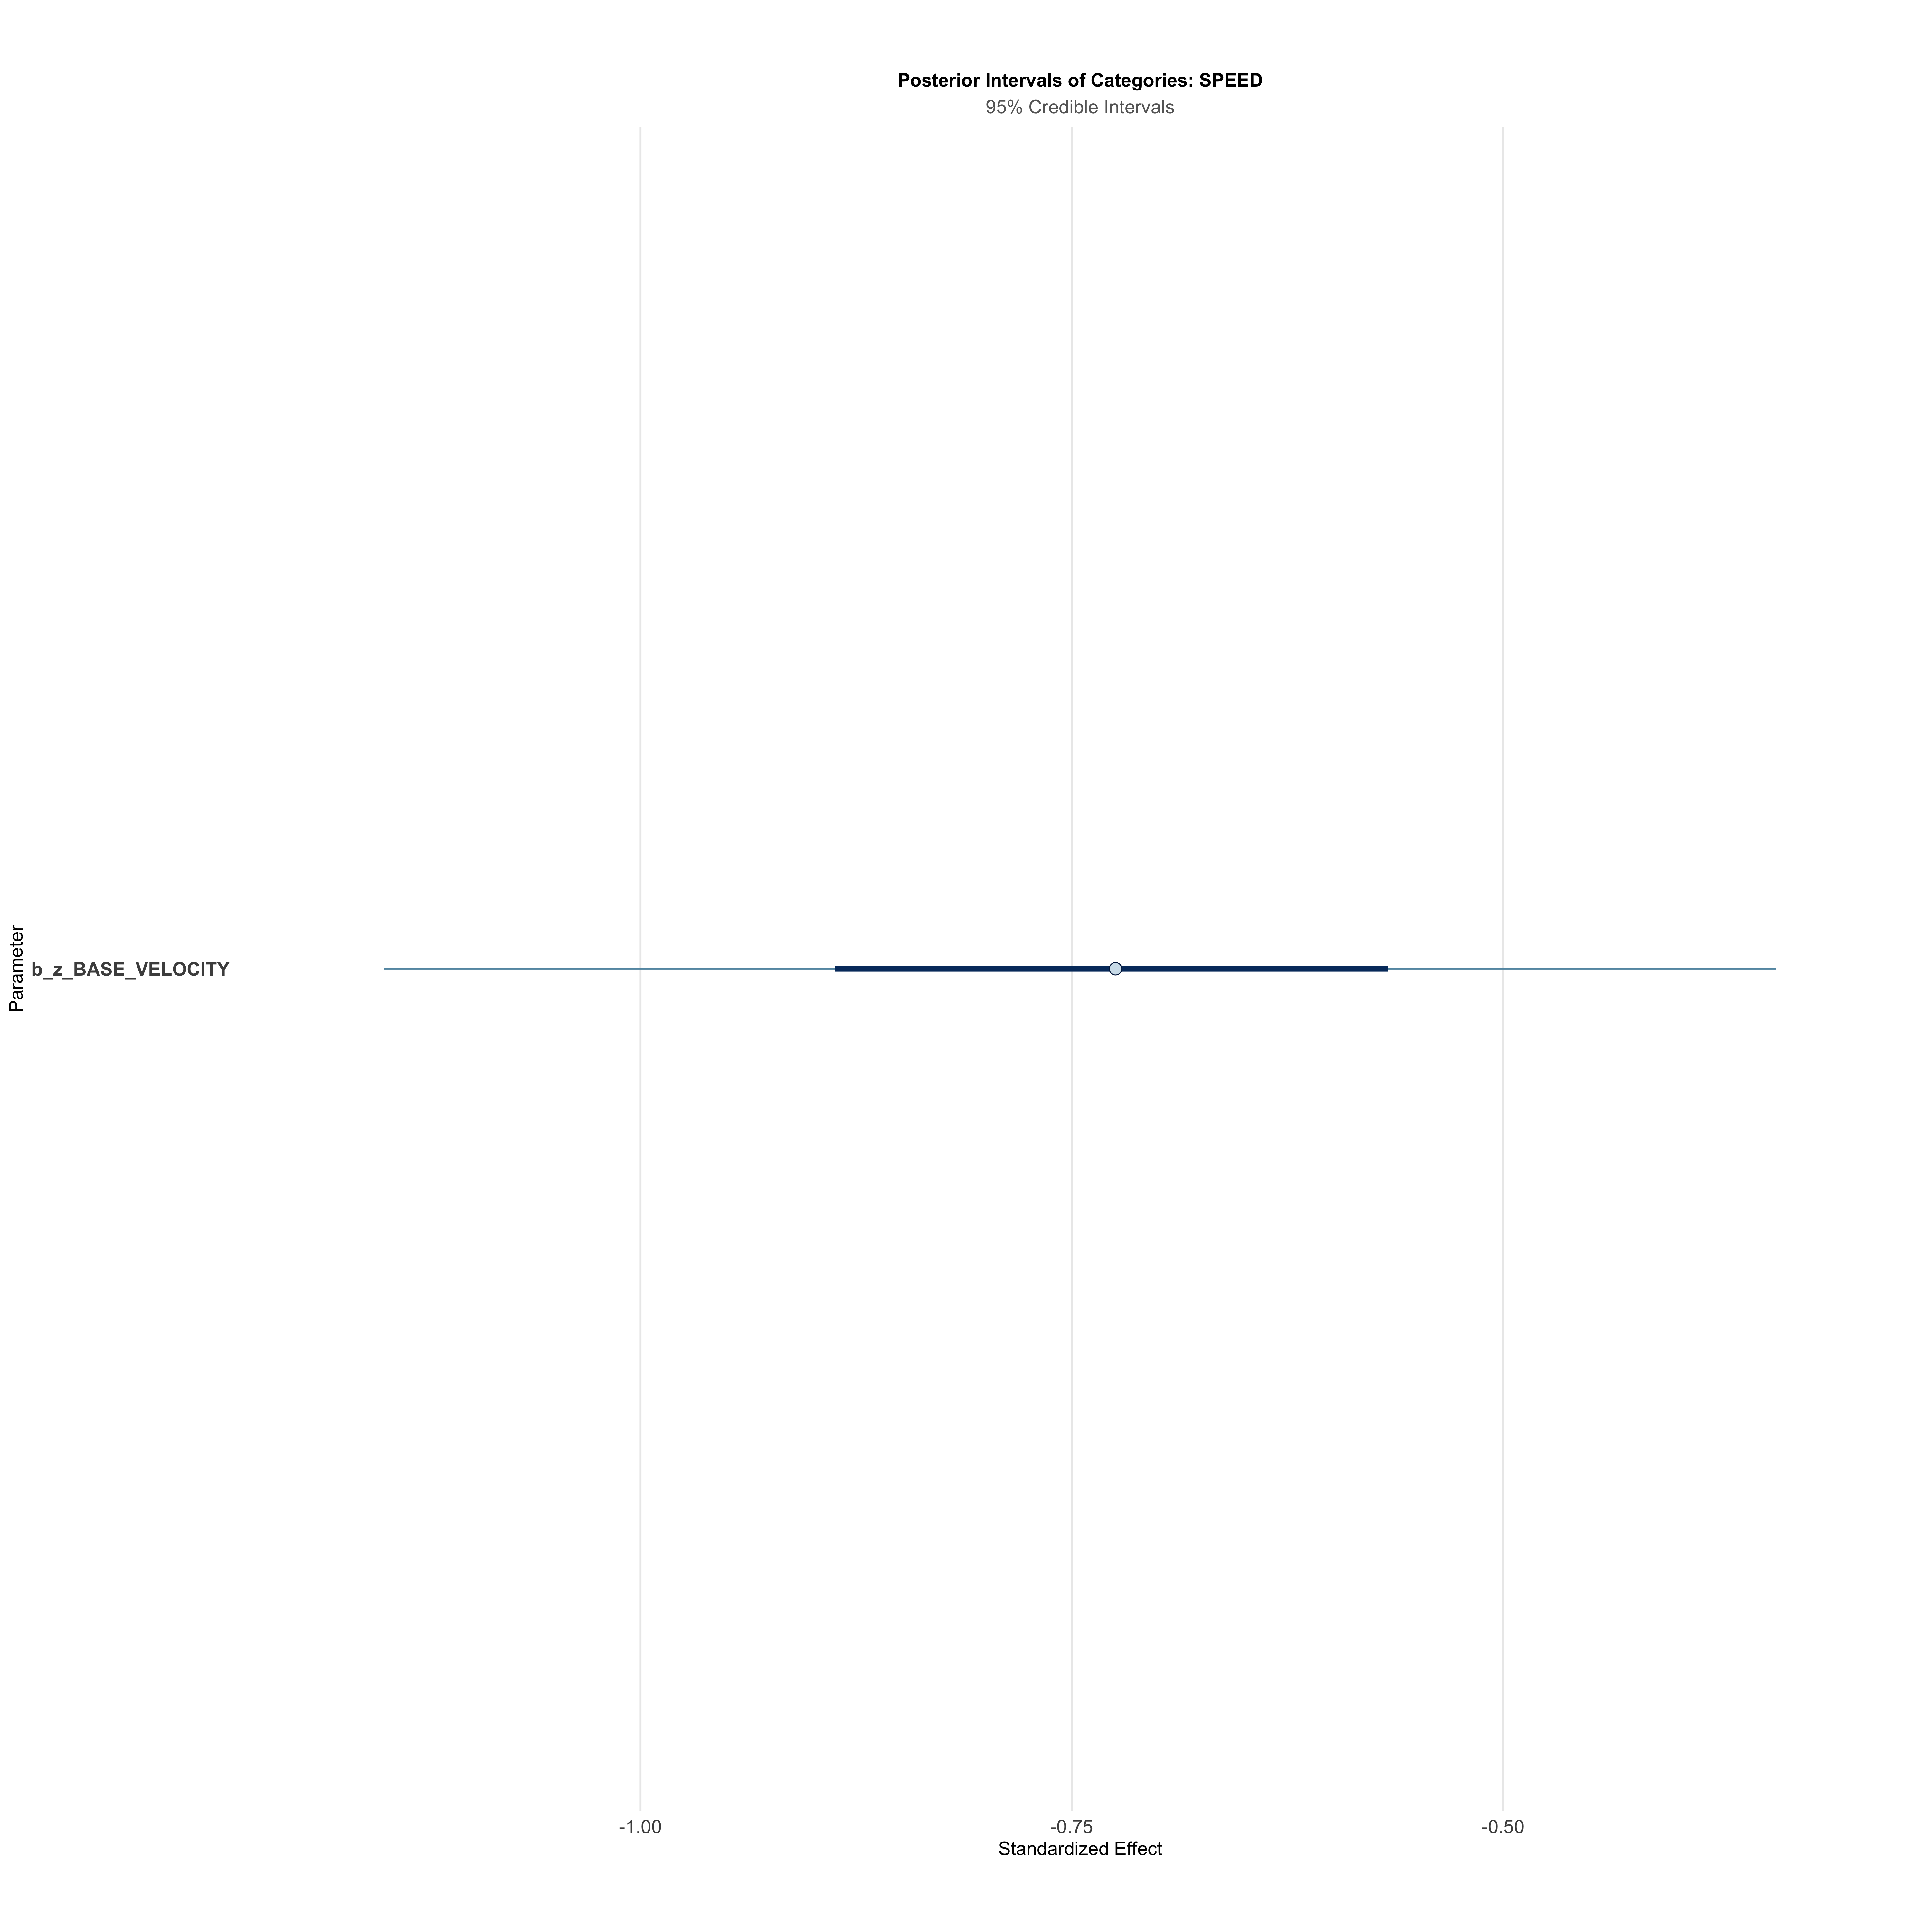 Posterior Intervals of Categories: SPEED
95% Credible Intervals
Parameter
b_z_BASE_VELOCITY
-1.00
-0.75
-0.50
Standardized Effect